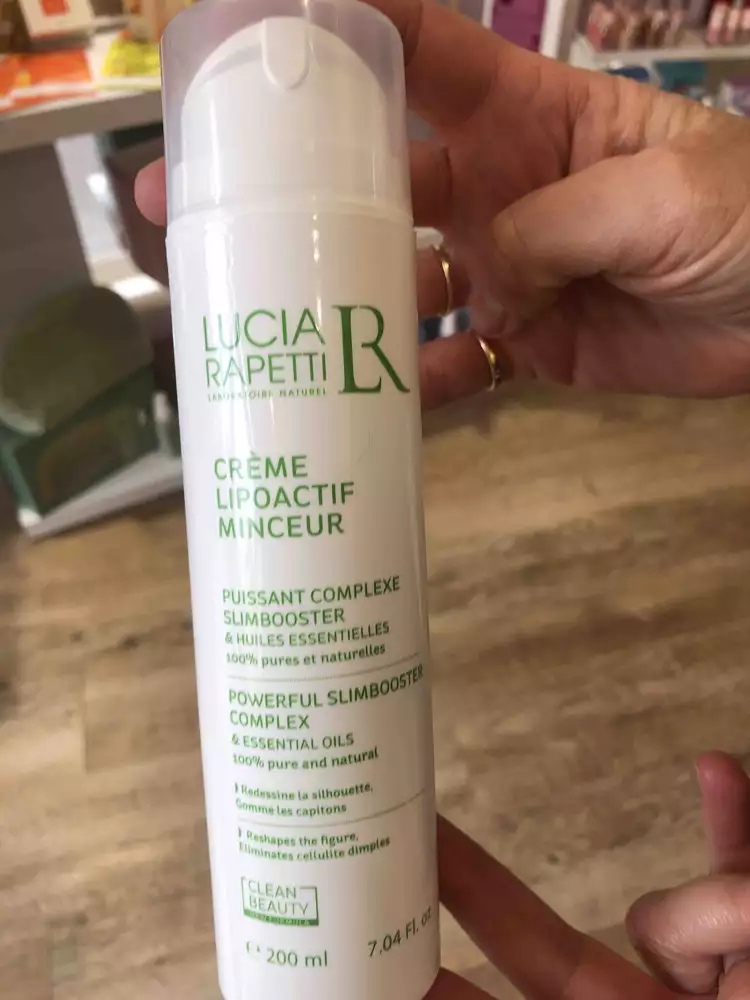 LUCIA
RAPETTI
LR
LABORATOIRE NATUREL
CRÈME
LIPOACTIF
MINCEUR
PUISSANT COMPLEXE
SLIMBOOSTER
& HUILES ESSENTIELLES
100% pures et naturelles
POWERFUL SLIMBOOSTER
COMPLEX
& ESSENTIAL OILS
100% pure and natural
Redessine la silhouette,
Gomme les capitons
Reshapes the figure,
Eliminates cellulite dimples
CLEAN
BEAUTY
NEW FORMULA
200 ml 7.04 Fl. oz